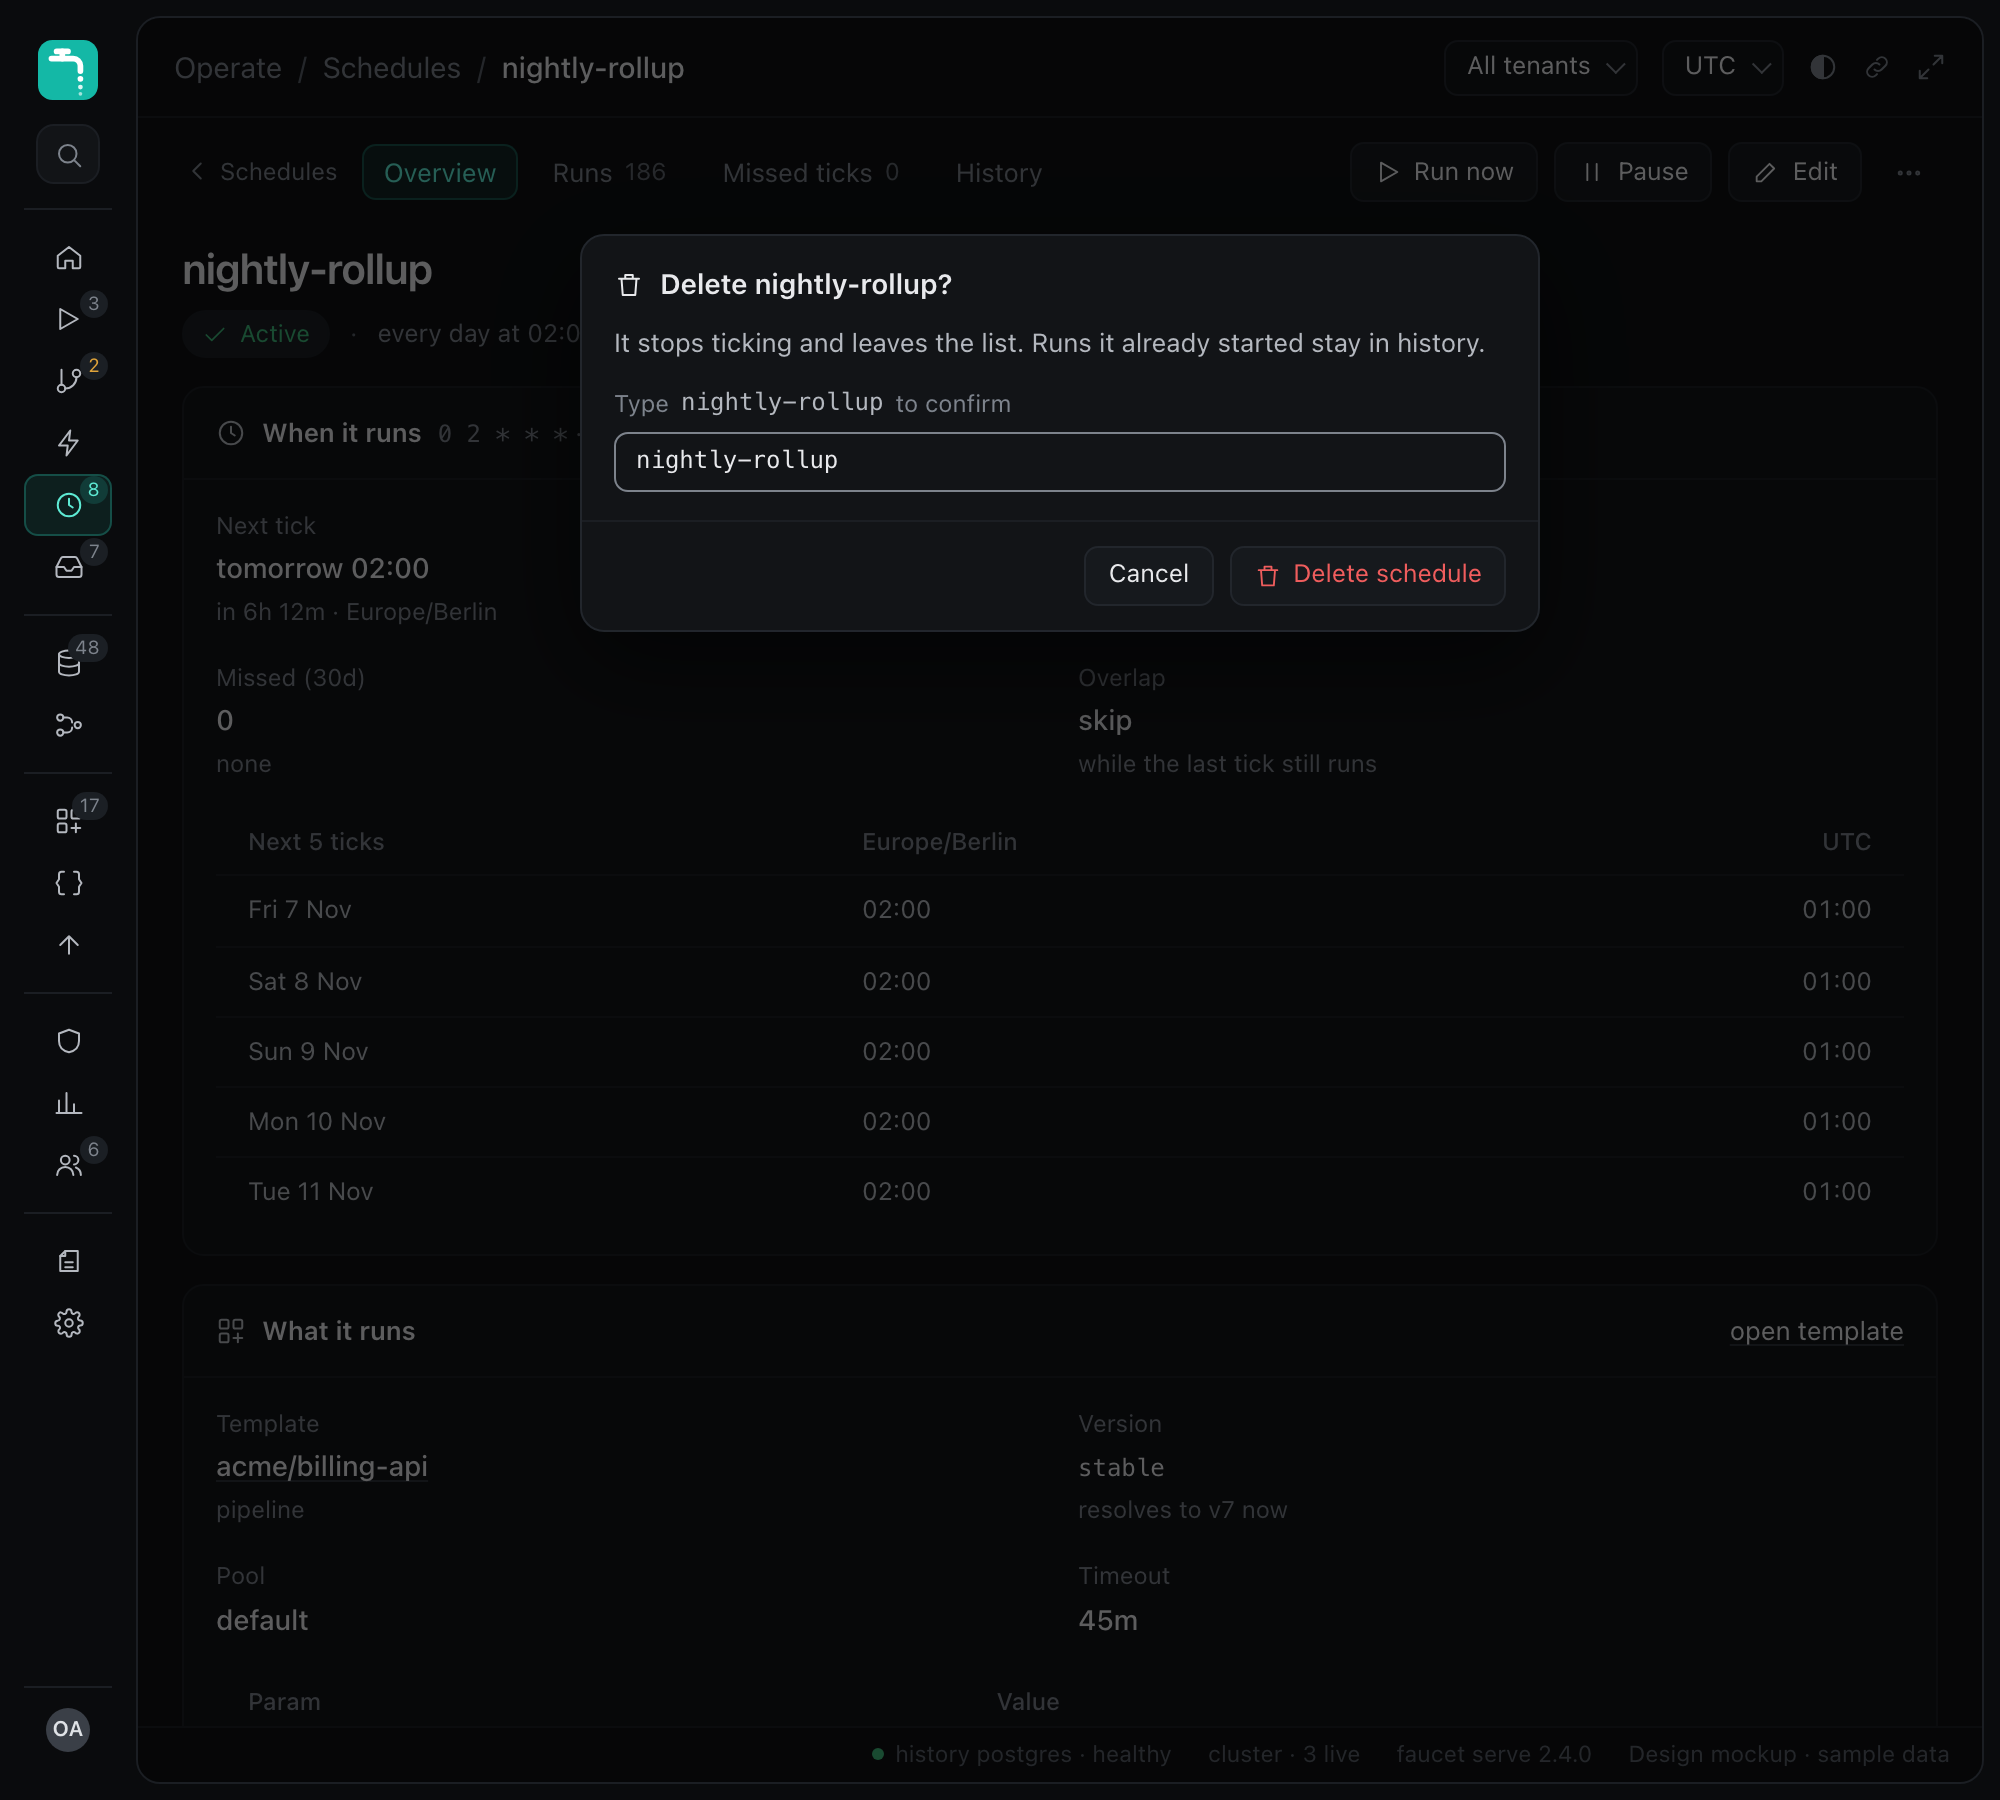 Operate / Schedules / nightly-rollup
All tenants
UTC
Schedules
Overview
Runs 186
Missed ticks 0
History
Run now
Pause
Edit
nightly-rollup
Active · every day at 02:0
When it runs 0 2 * * *
Delete nightly-rollup?
It stops ticking and leaves the list. Runs it already started stay in history.
Type nightly-rollup to confirm
nightly-rollup
Cancel
Delete schedule
Next tick
tomorrow 02:00
in 6h 12m · Europe/Berlin
Missed (30d)
0
none
Overlap
skip
while the last tick still runs
Next 5 ticks Europe/Berlin UTC
Fri 7 Nov 02:00 01:00
Sat 8 Nov 02:00 01:00
Sun 9 Nov 02:00 01:00
Mon 10 Nov 02:00 01:00
Tue 11 Nov 02:00 01:00
What it runs
open template
Template
acme/billing-api
pipeline
Version
stable
resolves to v7 now
Pool
default
Timeout
45m
Param Value
history postgres · healthy cluster · 3 live faucet serve 2.4.0 Design mockup · sample data
3
2
8
7
48
17
6
OA